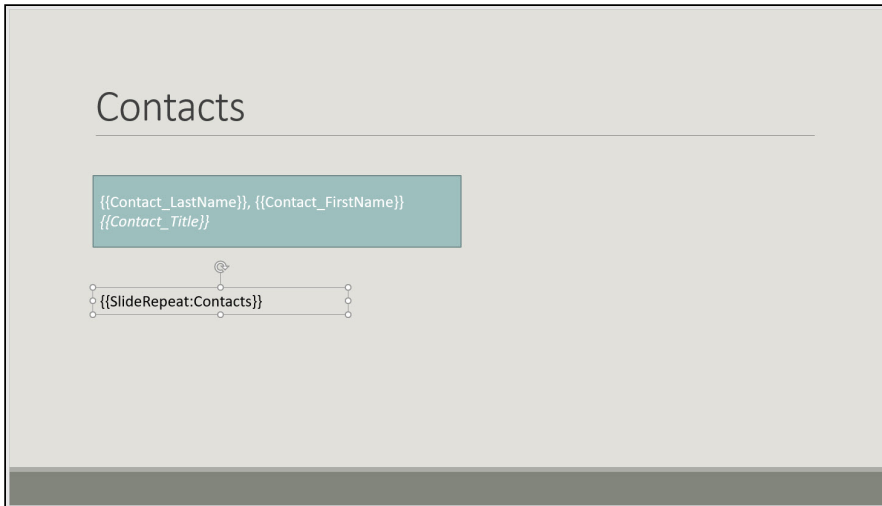 Contacts
{{Contact_LastName}}, {{Contact_FirstName}}
{{Contact_Title}}
{{SlideRepeat:Contacts}}